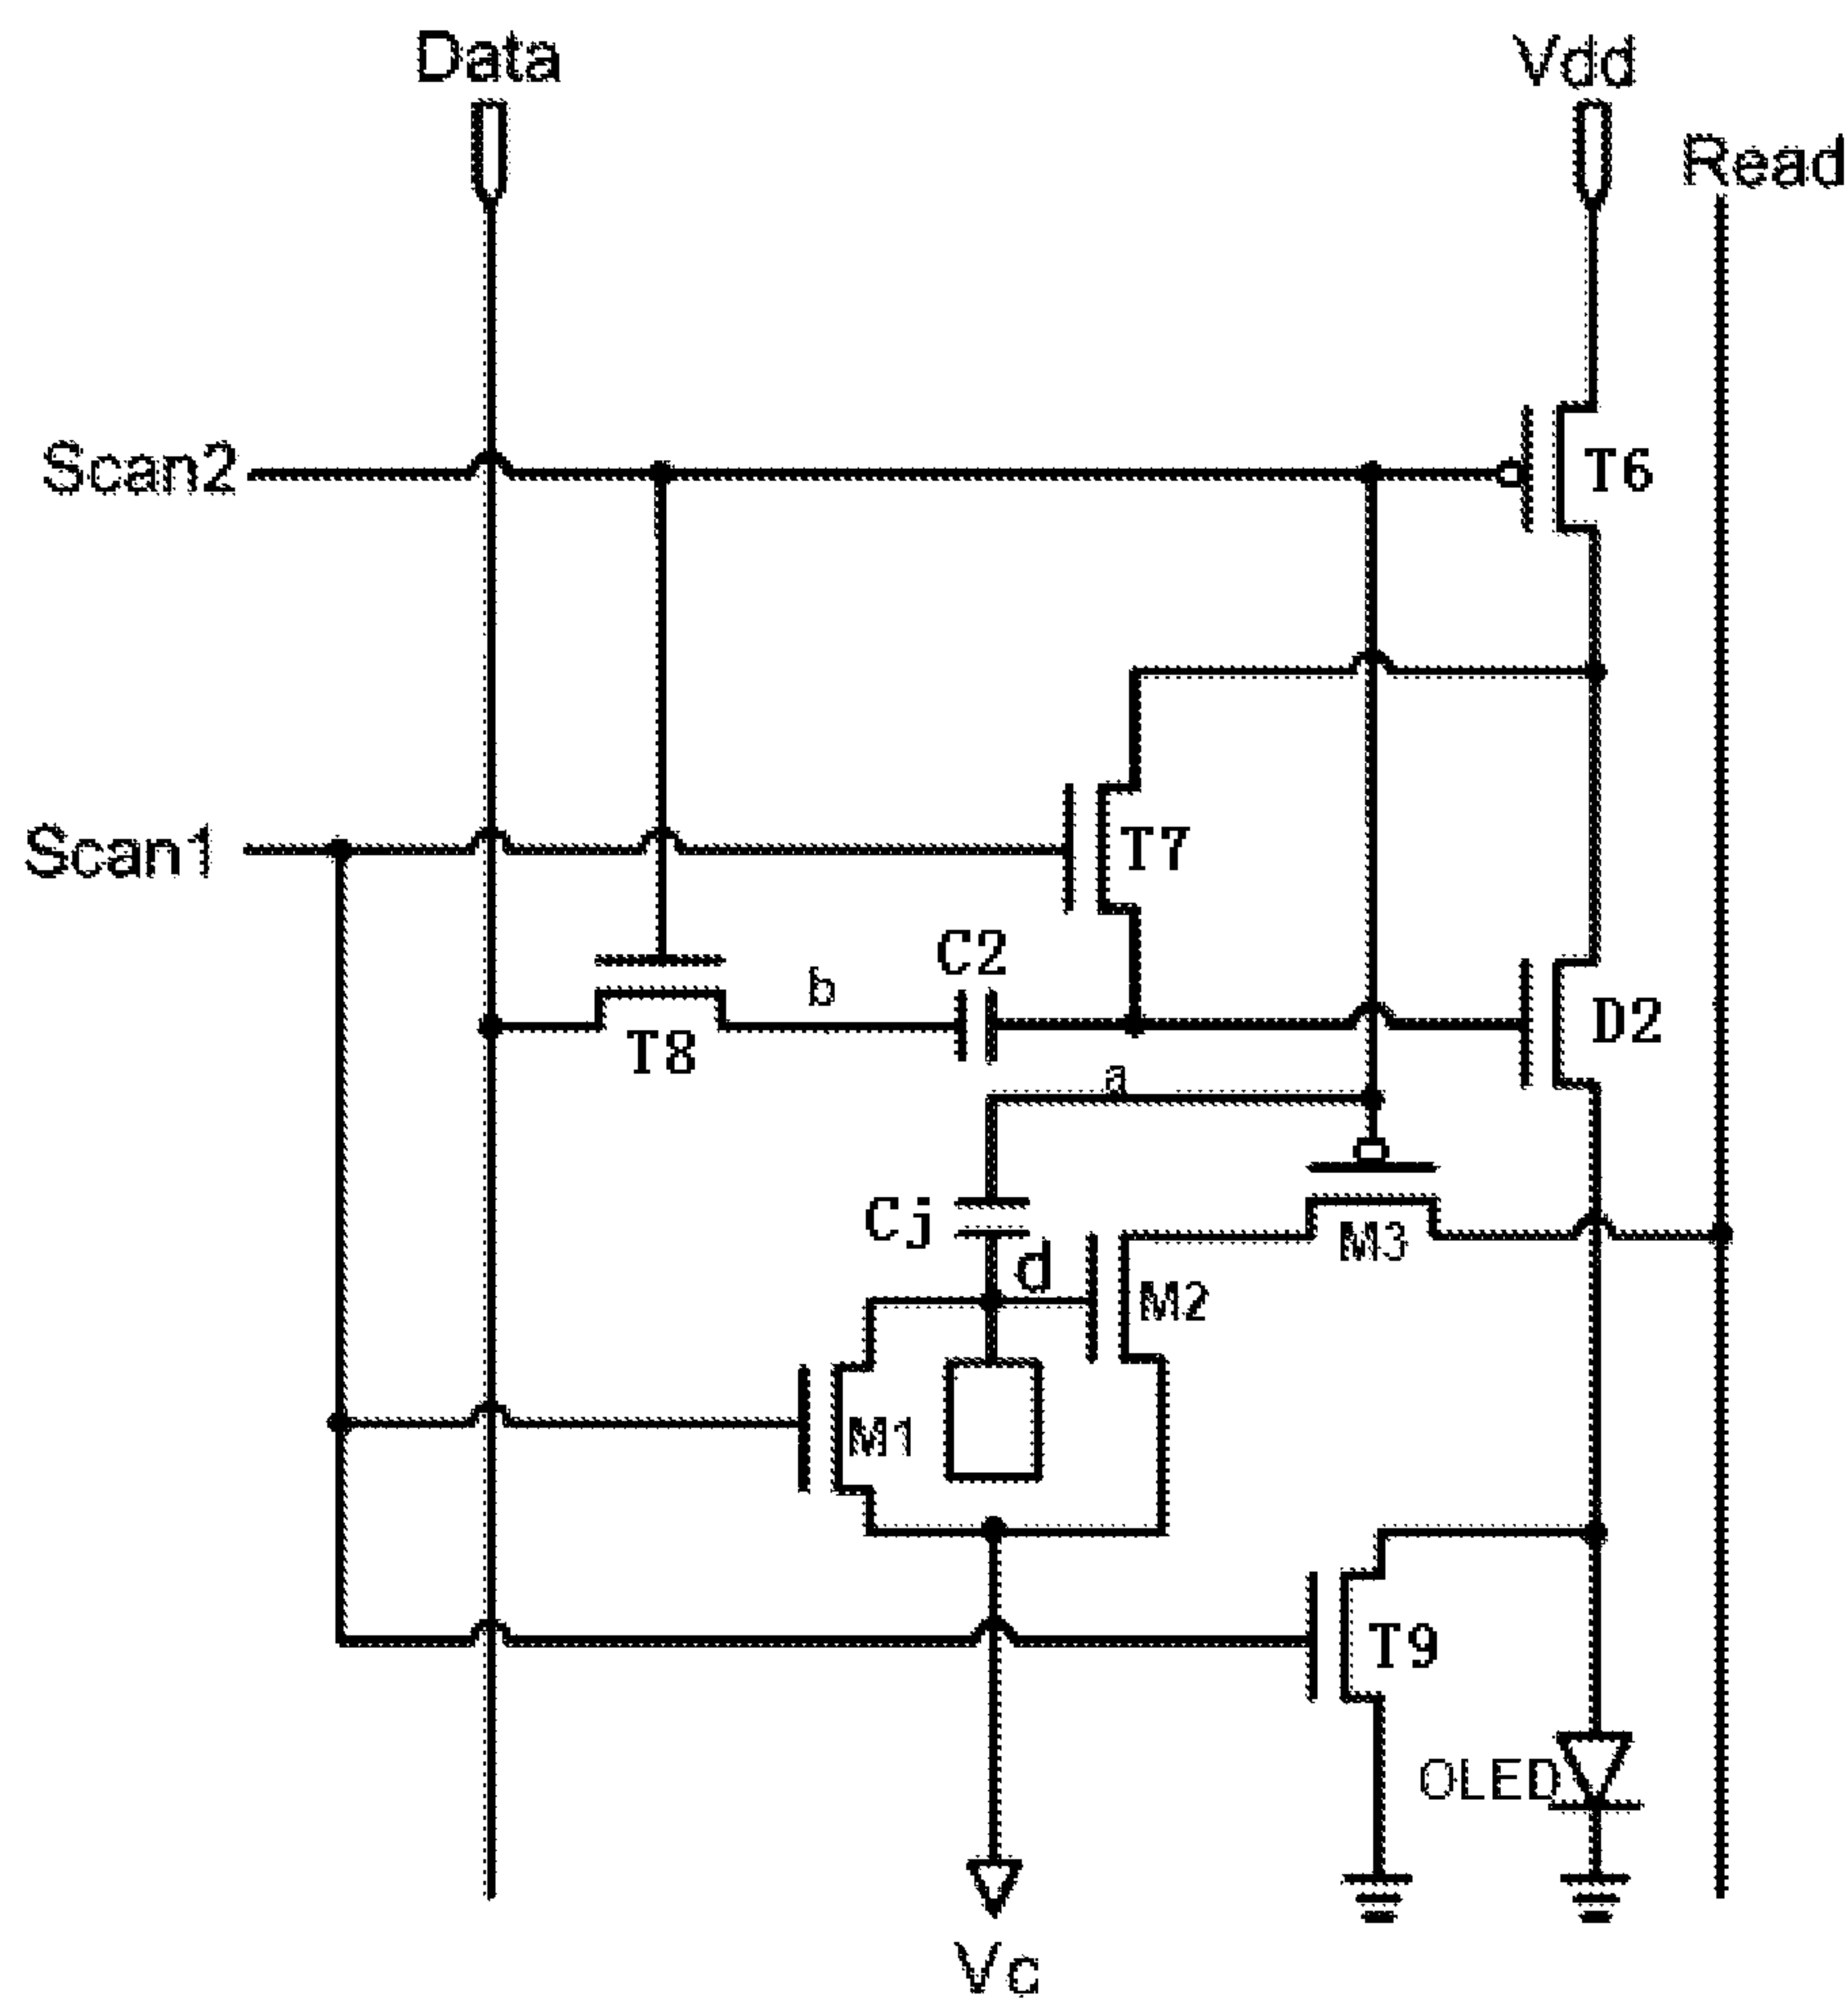 Data
Vdd
Read
Scan2
T6
Scan1
T7
C2
b
D2
T8
a
Cj
d
M3
M2
M1
T9
OLED
Vc